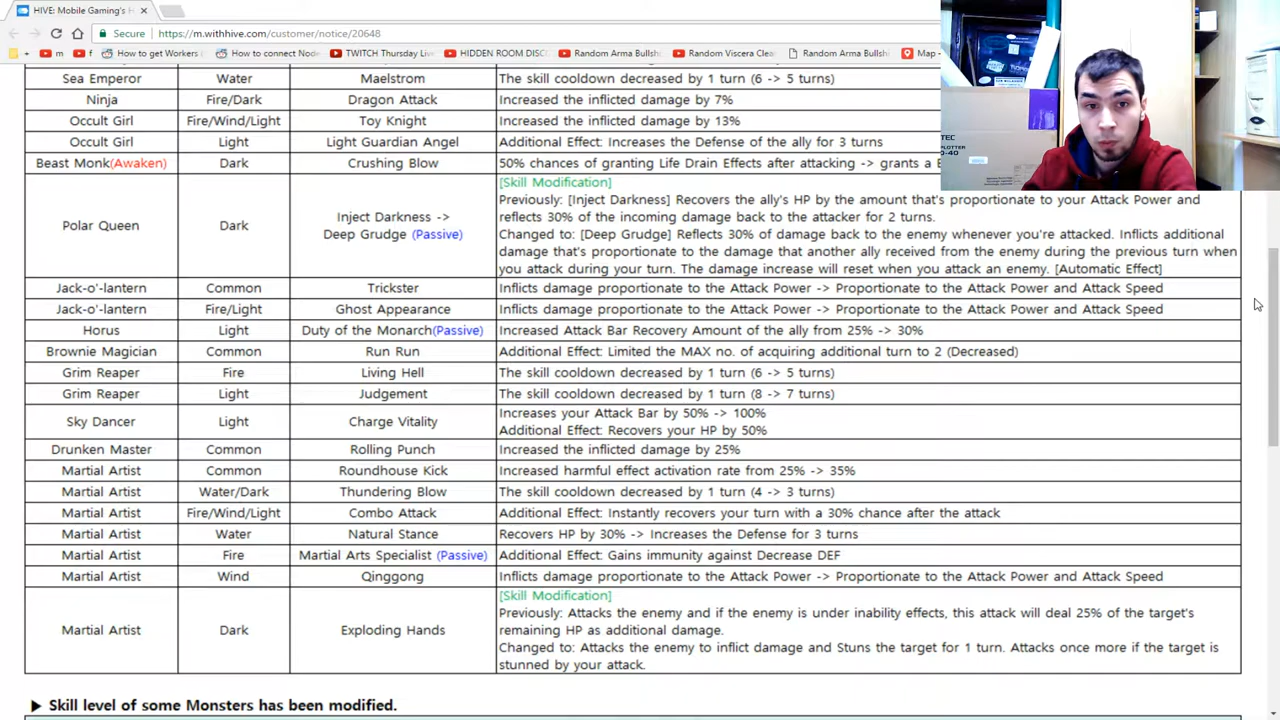 HIVE: Mobile Gaming's H
Secure https://m.withhive.com/customer/notice/20648
m f How to get Workers How to connect Nov TWITCH Thursday Live HIDDEN ROOM DISC Random Arma Bullshi Random Viscera Clea Random Arma Bullshi Map -
Sea Emperor Water Maelstrom The skill cooldown decreased by 1 turn (6 -> 5 turns)
Ninja Fire/Dark Dragon Attack Increased the inflicted damage by 7%
Occult Girl Fire/Wind/Light Toy Knight Increased the inflicted damage by 13%
Occult Girl Light Light Guardian Angel Additional Effect: Increases the Defense of the ally for 3 turns
Beast Monk(Awaken) Dark Crushing Blow 50% chances of granting Life Drain Effects after attacking -> grants a
[Skill Modification]
Previously: [Inject Darkness] Recovers the ally's HP by the amount that's proportionate to your Attack Power and
reflects 30% of the incoming damage back to the attacker for 2 turns.
Polar Queen Dark Inject Darkness -> Deep Grudge (Passive) Changed to: [Deep Grudge] Reflects 30% of damage back to the enemy whenever you're attacked. Inflicts additional
damage that's proportionate to the damage that another ally received from the enemy during the previous turn when
you attack during your turn. The damage increase will reset when you attack an enemy. [Automatic Effect]
Jack-o'-lantern Common Trickster Inflicts damage proportionate to the Attack Power -> Proportionate to the Attack Power and Attack Speed
Jack-o'-lantern Fire/Light Ghost Appearance Inflicts damage proportionate to the Attack Power -> Proportionate to the Attack Power and Attack Speed
Horus Light Duty of the Monarch(Passive) Increased Attack Bar Recovery Amount of the ally from 25% -> 30%
Brownie Magician Common Run Run Additional Effect: Limited the MAX no. of acquiring additional turn to 2 (Decreased)
Grim Reaper Fire Living Hell The skill cooldown decreased by 1 turn (6 -> 5 turns)
Grim Reaper Light Judgement The skill cooldown decreased by 1 turn (8 -> 7 turns)
Sky Dancer Light Charge Vitality Increases your Attack Bar by 50% -> 100%
Additional Effect: Recovers your HP by 50%
Drunken Master Common Rolling Punch Increased the inflicted damage by 25%
Martial Artist Common Roundhouse Kick Increased harmful effect activation rate from 25% -> 35%
Martial Artist Water/Dark Thundering Blow The skill cooldown decreased by 1 turn (4 -> 3 turns)
Martial Artist Fire/Wind/Light Combo Attack Additional Effect: Instantly recovers your turn with a 30% chance after the attack
Martial Artist Water Natural Stance Recovers HP by 30% -> Increases the Defense for 3 turns
Martial Artist Fire Martial Arts Specialist (Passive) Additional Effect: Gains immunity against Decrease DEF
Martial Artist Wind Qinggong Inflicts damage proportionate to the Attack Power -> Proportionate to the Attack Power and Attack Speed
[Skill Modification]
Previously: Attacks the enemy and if the enemy is under inability effects, this attack will deal 25% of the target's
Martial Artist Dark Exploding Hands remaining HP as additional damage.
Changed to: Attacks the enemy to inflict damage and Stuns the target for 1 turn. Attacks once more if the target is
stunned by your attack.
▶ Skill level of some Monsters has been modified.